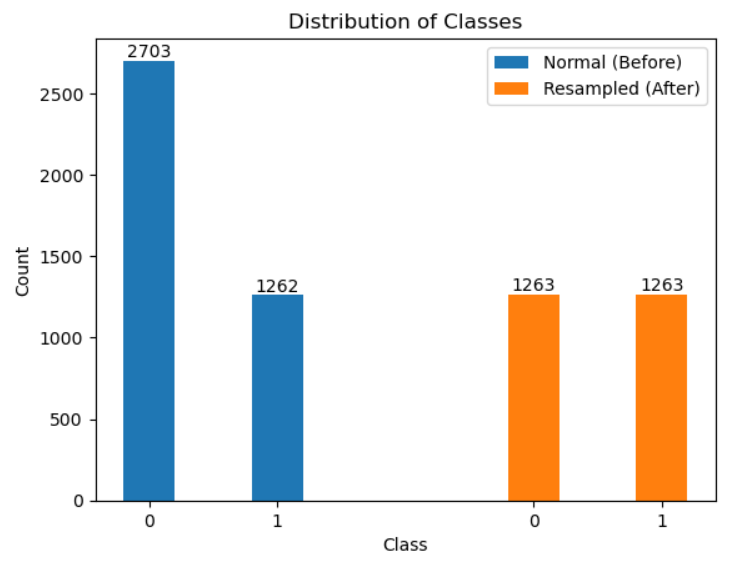 Distribution of Classes
Normal (Before)
Resampled (After)
2703
1262
1263
1263
2500
2000
1500
1000
500
0
Count
0 1 0 1
Class